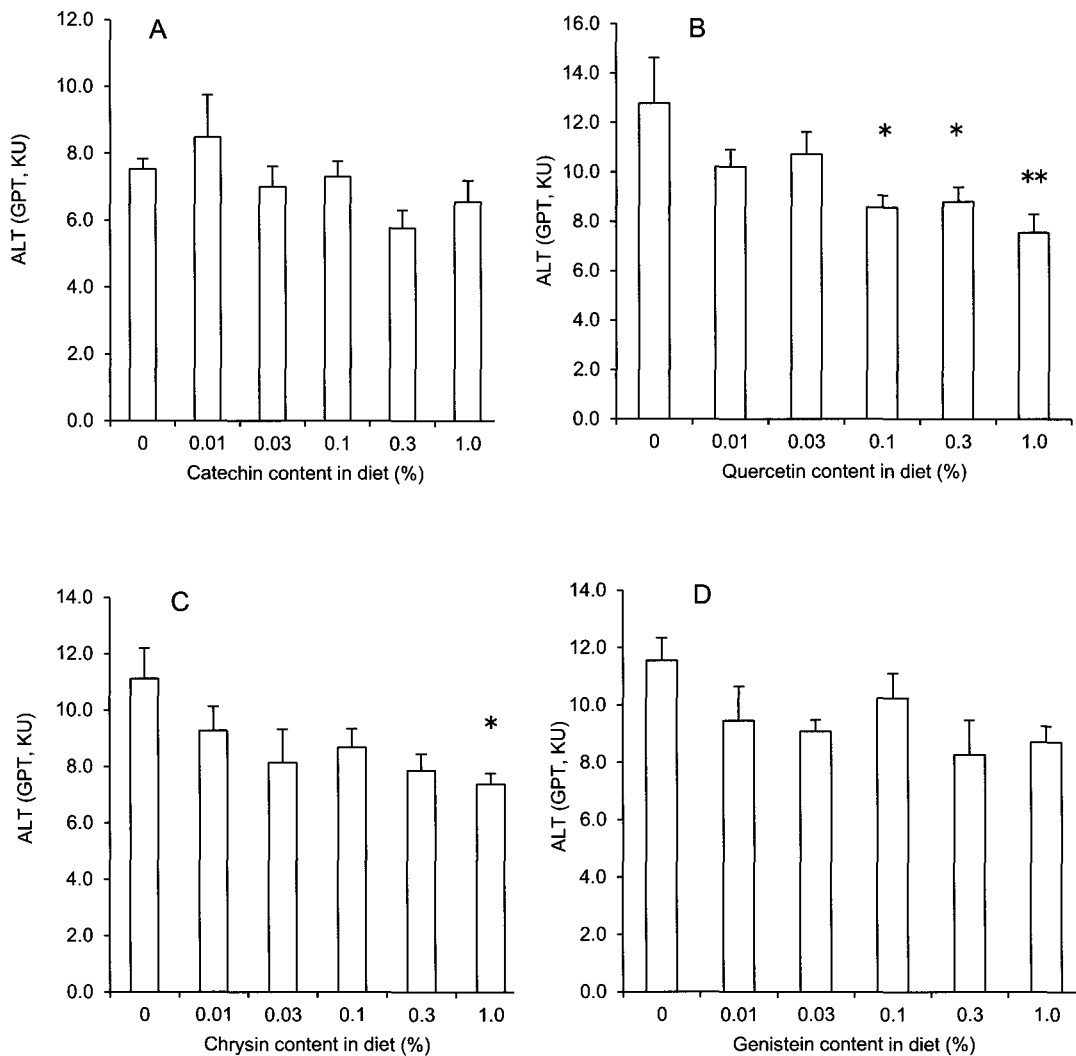 A
ALT (GPT, KU)
12.0
10.0
8.0
6.0
4.0
2.0
0.0
0 0.01 0.03 0.1 0.3 1.0
Catechin content in diet (%)
B
ALT (GPT, KU)
16.0
14.0
12.0
10.0
8.0
6.0
4.0
2.0
0.0
* * **
0 0.01 0.03 0.1 0.3 1.0
Quercetin content in diet (%)
C
ALT (GPT, KU)
14.0
12.0
10.0
8.0
6.0
4.0
2.0
0.0
*
0 0.01 0.03 0.1 0.3 1.0
Chrysin content in diet (%)
D
ALT (GPT, KU)
14.0
12.0
10.0
8.0
6.0
4.0
2.0
0.0
0 0.01 0.03 0.1 0.3 1.0
Genistein content in diet (%)